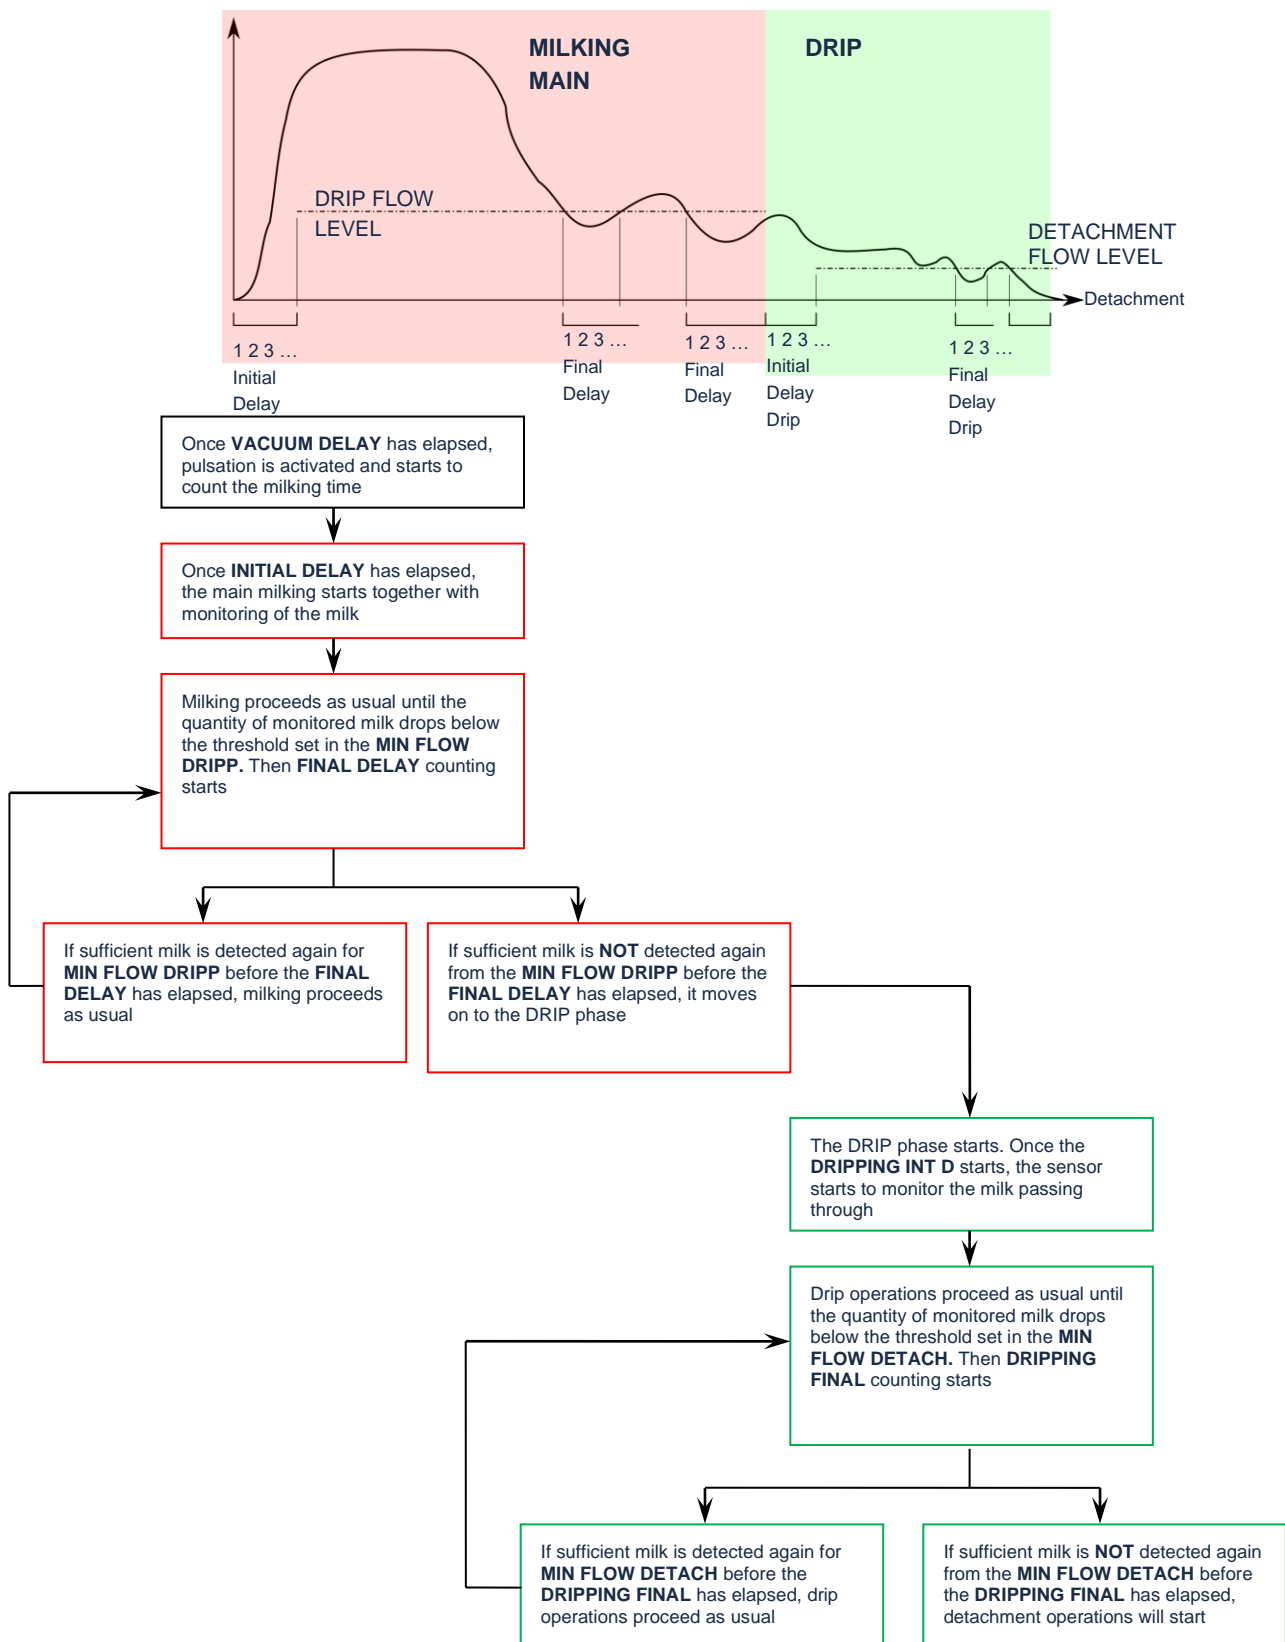 MILKING
MAIN
DRIP
DRIP FLOW
LEVEL
DETACHMENT
FLOW LEVEL
Detachment
1 2 3 ...
Initial
Delay
1 2 3 ...
Final
Delay
1 2 3 ...
Final
Delay
1 2 3 ...
Initial
Delay
Drip
1 2 3 ...
Final
Delay
Drip
Once VACUUM DELAY has elapsed,
pulsation is activated and starts to
count the milking time
Once INITIAL DELAY has elapsed,
the main milking starts together with
monitoring of the milk
Milking proceeds as usual until the
quantity of monitored milk drops below
the threshold set in the MIN FLOW
DRIPP. Then FINAL DELAY counting
starts
If sufficient milk is detected again for
MIN FLOW DRIPP before the FINAL
DELAY has elapsed, milking proceeds
as usual
If sufficient milk is NOT detected again
from the MIN FLOW DRIPP before the
FINAL DELAY has elapsed, it moves
on to the DRIP phase
The DRIP phase starts. Once the
DRIPPING INT D starts, the sensor
starts to monitor the milk passing
through
Drip operations proceed as usual until
the quantity of monitored milk drops
below the threshold set in the MIN
FLOW DETACH. Then DRIPPING
FINAL counting starts
If sufficient milk is detected again for
MIN FLOW DETACH before the
DRIPPING FINAL has elapsed, drip
operations proceed as usual
If sufficient milk is NOT detected again
from the MIN FLOW DETACH before
the DRIPPING FINAL has elapsed,
detachment operations will start